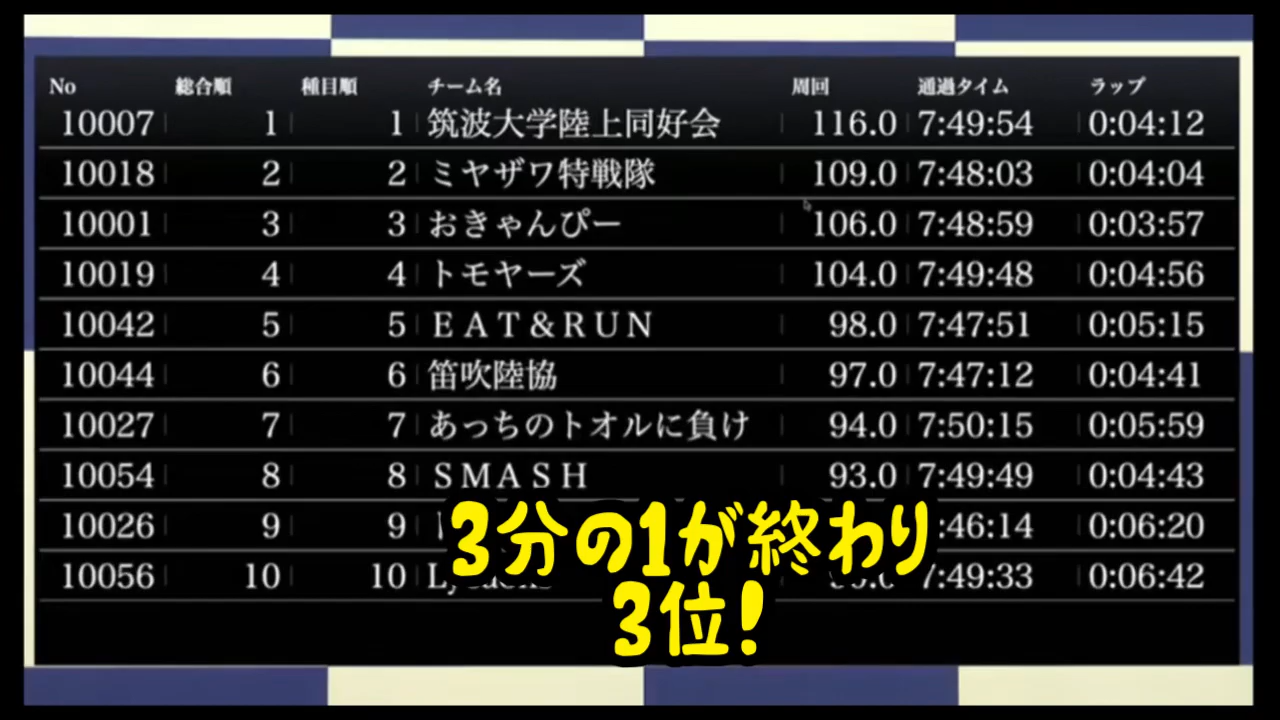 No 総合順 種目順 チーム名 周回 通過タイム ラップ
10007 1 1 筑波大学陸上同好会 116.0 7:49:54 0:04:12
10018 2 2 ミヤザワ特戦隊 109.0 7:48:03 0:04:04
10001 3 3 おきゃんぴー 106.0 7:48:59 0:03:57
10019 4 4 トモヤーズ 104.0 7:49:48 0:04:56
10042 5 5 ＥＡＴ＆ＲＵＮ 98.0 7:47:51 0:05:15
10044 6 6 笛吹陸協 97.0 7:47:12 0:04:41
10027 7 7 あっちのトオルに負け 94.0 7:50:15 0:05:59
10054 8 8 ＳＭＡＳＨ 93.0 7:49:49 0:04:43
10026 9 9 :46:14 0:06:20
10056 10 10 7:49:33 0:06:42
3分の1が終わり
3位!